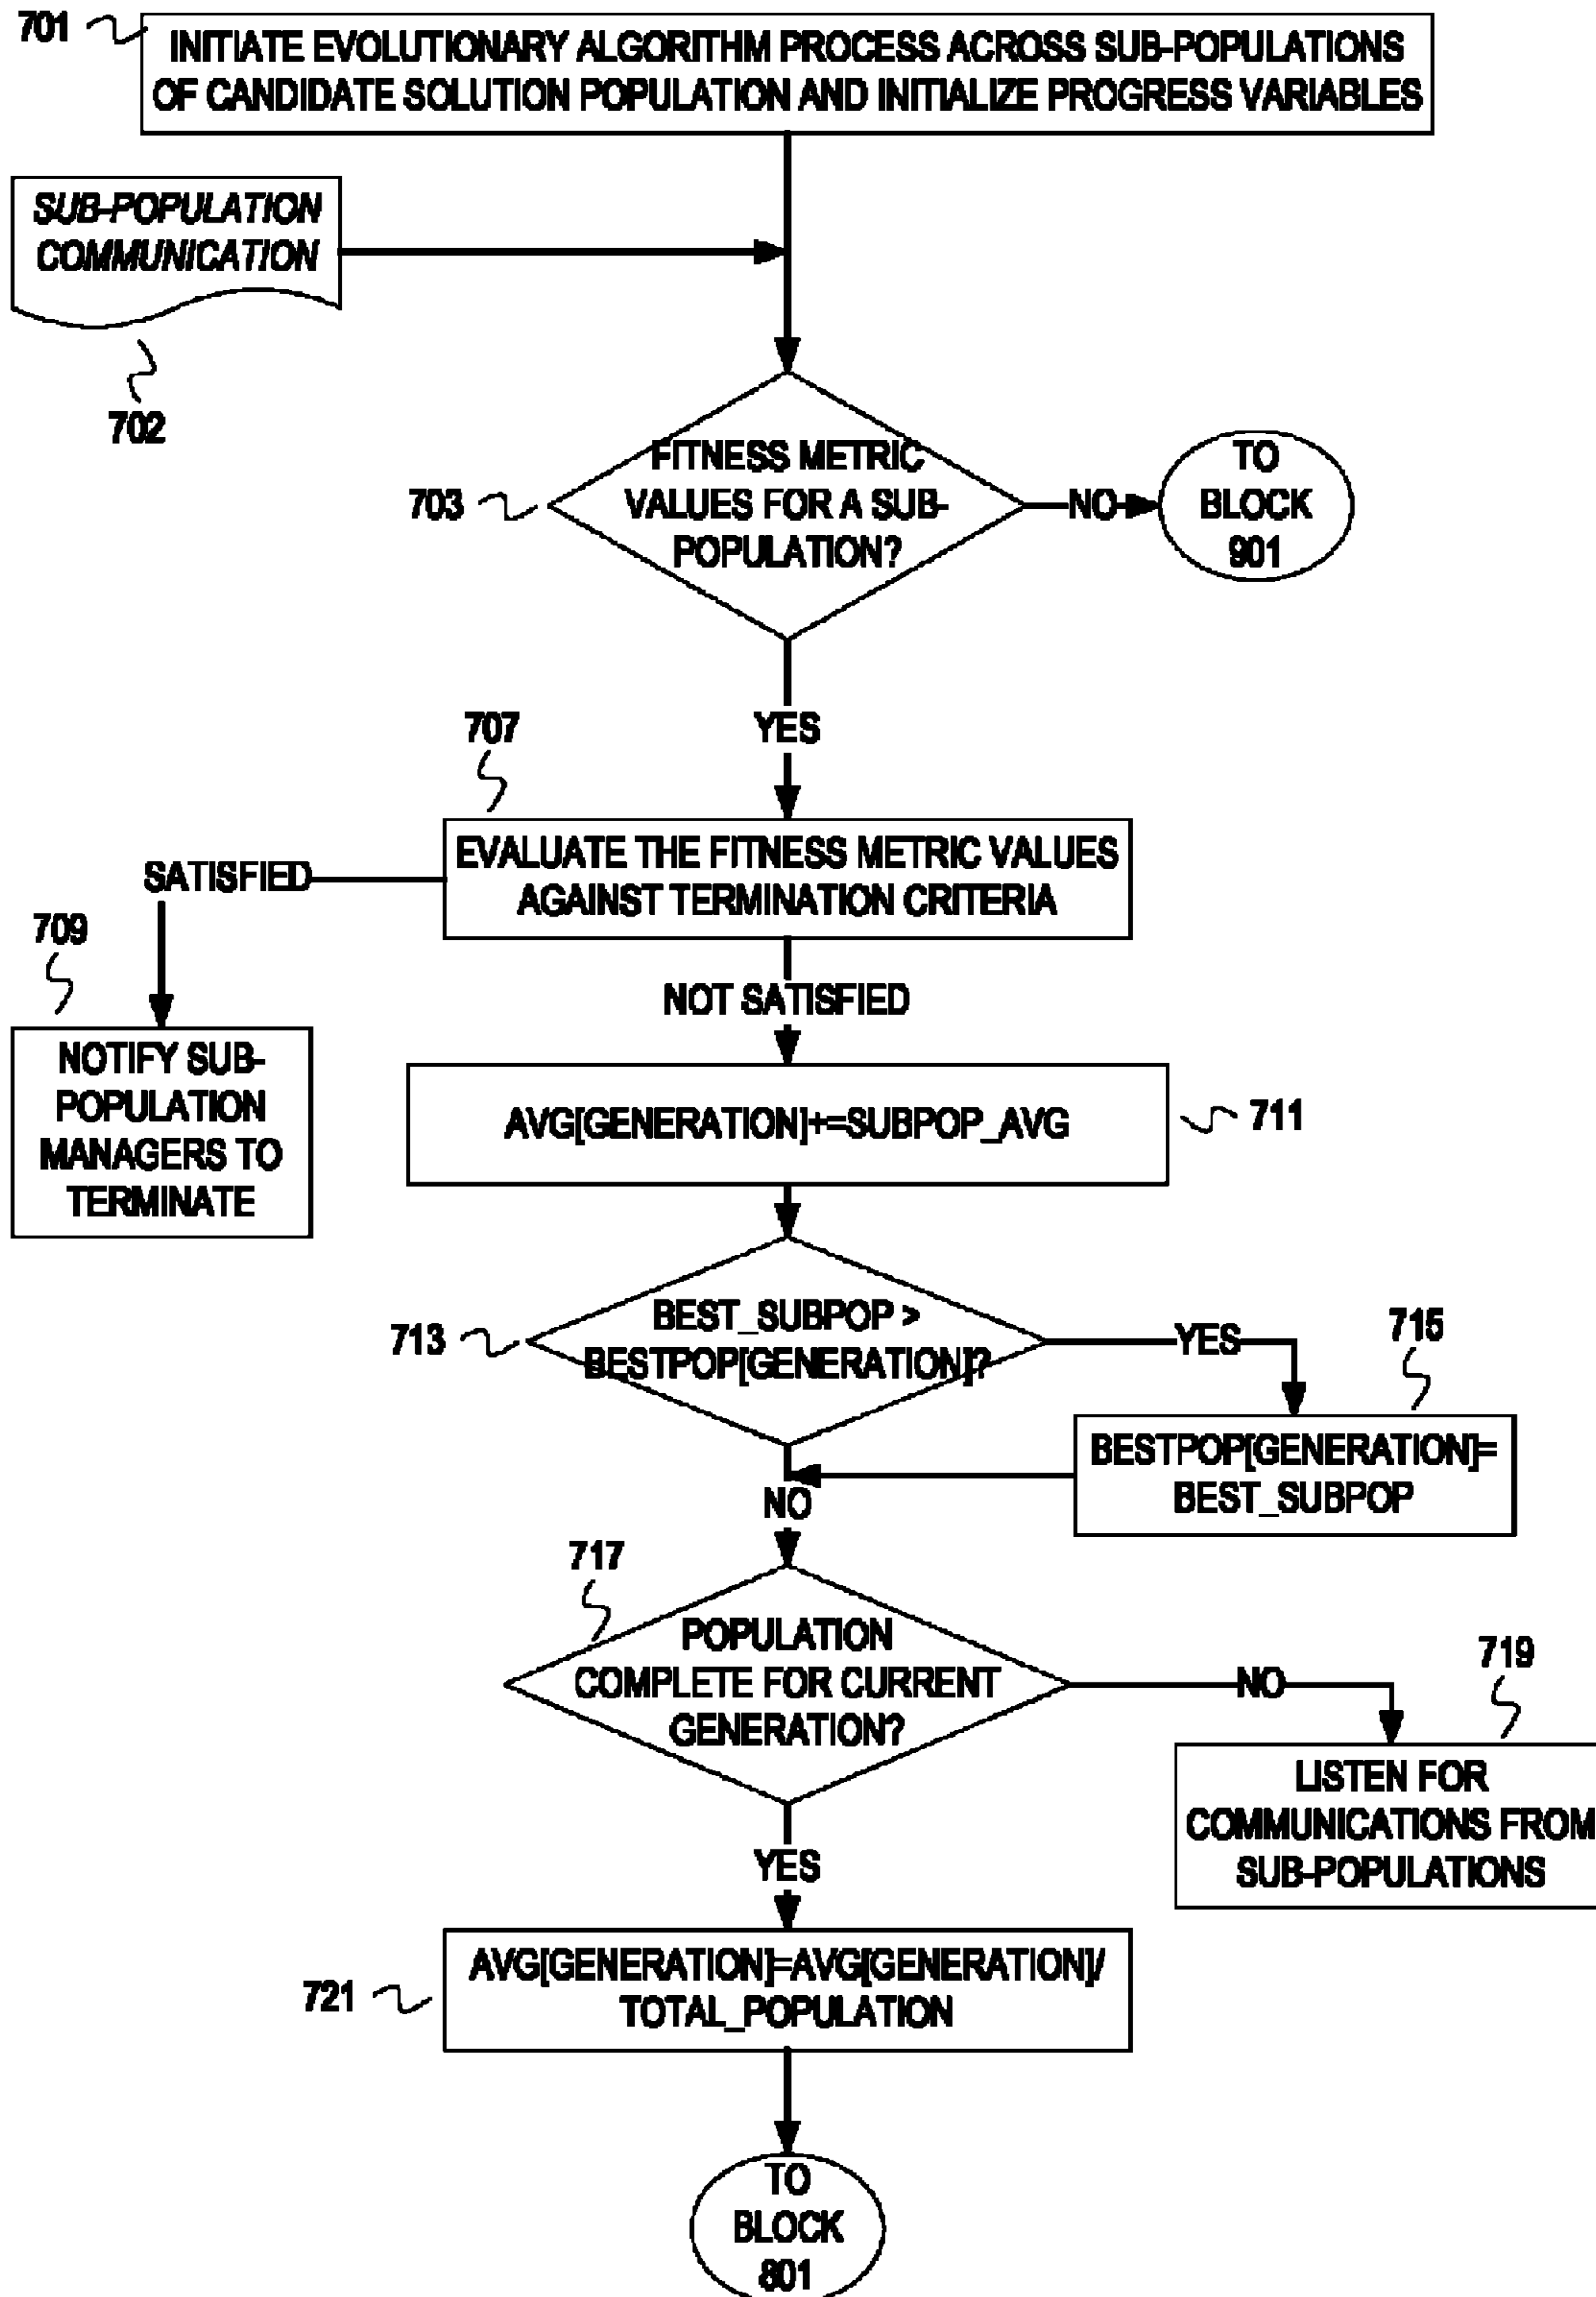 701
INITIATE EVOLUTIONARY ALGORITHM PROCESS ACROSS SUB-POPULATIONS
OF CANDIDATE SOLUTION POPULATION AND INITIALIZE PROGRESS VARIABLES
SUB-POPULATION
COMMUNICATION
702
703
FITNESS METRIC
VALUES FOR A SUB-
POPULATION?
NO
TO
BLOCK
901
YES
707
EVALUATE THE FITNESS METRIC VALUES
AGAINST TERMINATION CRITERIA
SATISFIED
709
NOTIFY SUB-
POPULATION
MANAGERS TO
TERMINATE
NOT SATISFIED
AVG[GENERATION]+=SUBPOP_AVG
711
713
BEST_SUBPOP >
BESTPOP[GENERATION]?
YES
715
BESTPOP[GENERATION]=
BEST_SUBPOP
NO
717
POPULATION
COMPLETE FOR CURRENT
GENERATION?
NO
719
LISTEN FOR
COMMUNICATIONS FROM
SUB-POPULATIONS
YES
721
AVG[GENERATION]=AVG[GENERATION]/
TOTAL_POPULATION
TO
BLOCK
801